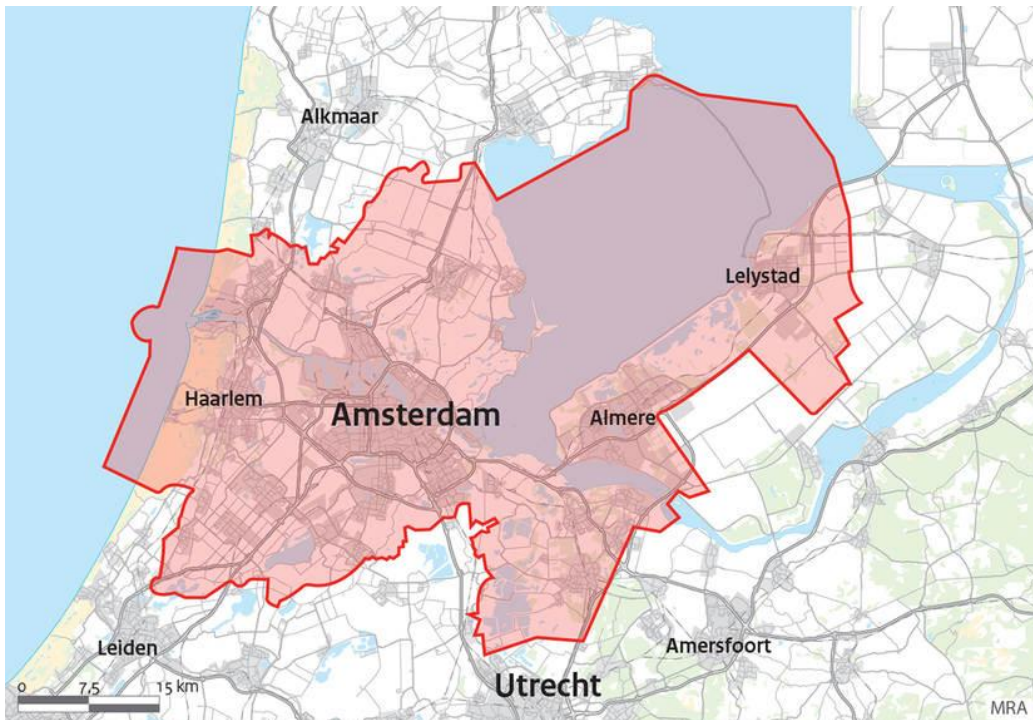 Alkmaar
Lelystad
Haarlem
Amsterdam
Almere
Leiden
Amersfoort
Utrecht
0 7,5 15 km
MRA